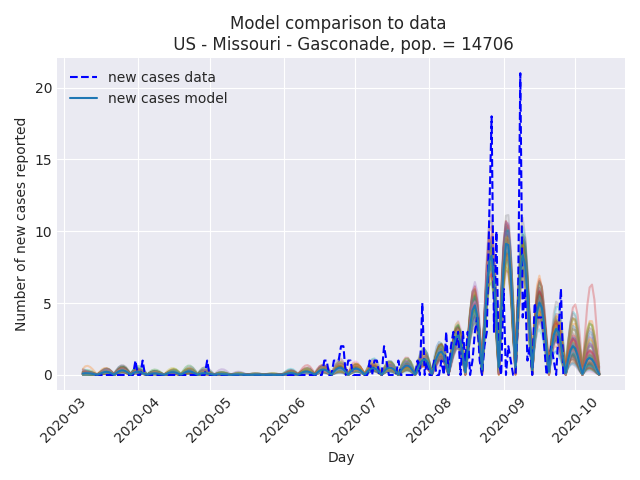 Model comparison to data
US - Missouri - Gasconade, pop. = 14706
new cases data
new cases model
Number of new cases reported
20
15
10
5
0
2020-03
2020-04
2020-05
2020-06
2020-07
2020-08
2020-09
2020-10
Day